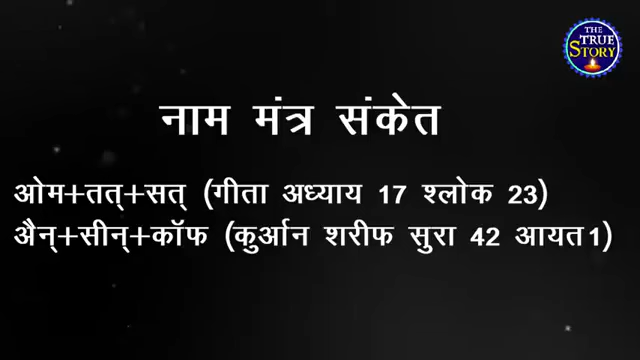 THE
TRUE
STORY
नाम मंत्र संकेत
ओम+तत्+सत् (गीता अध्याय 17 श्लोक 23)
अैन्+सीन्+कॉफ (कुर्आन शरीफ सुरा 42 आयत 1)